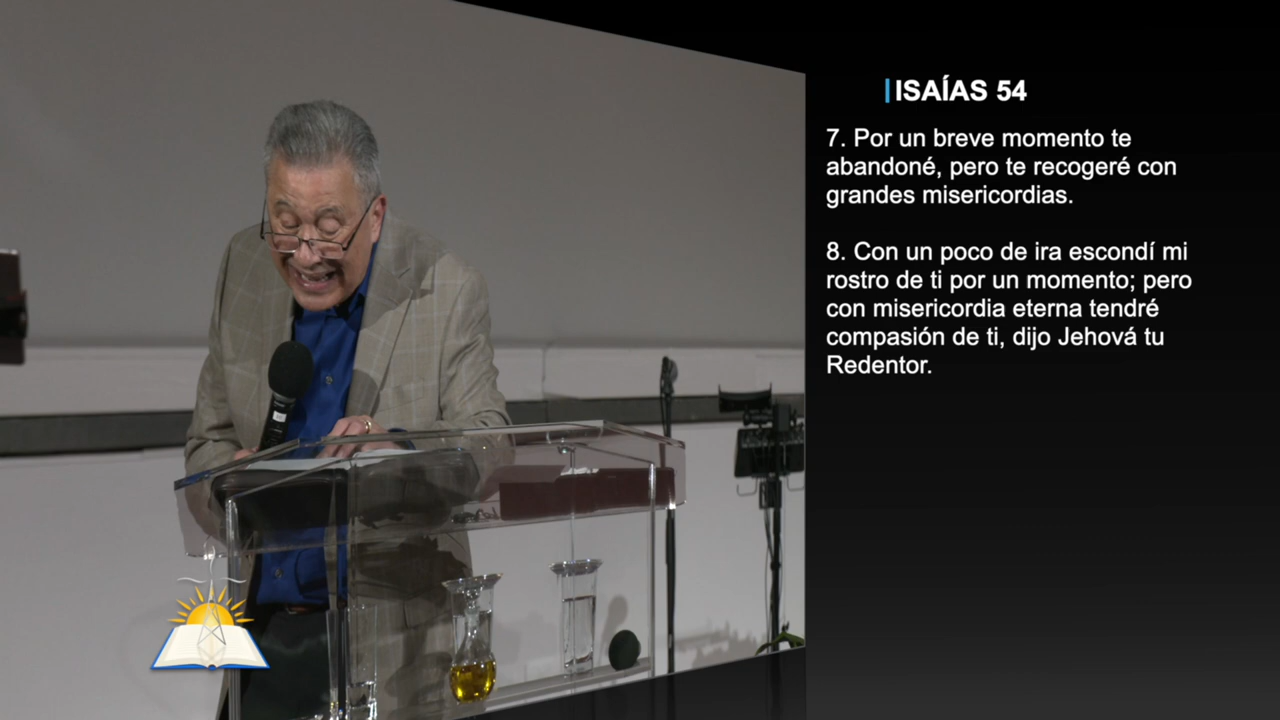 ISAÍAS 54
7. Por un breve momento te
abandoné, pero te recogeré con
grandes misericordias.
8. Con un poco de ira escondí mi
rostro de ti por un momento; pero
con misericordia eterna tendré
compasión de ti, dijo Jehová tu
Redentor.